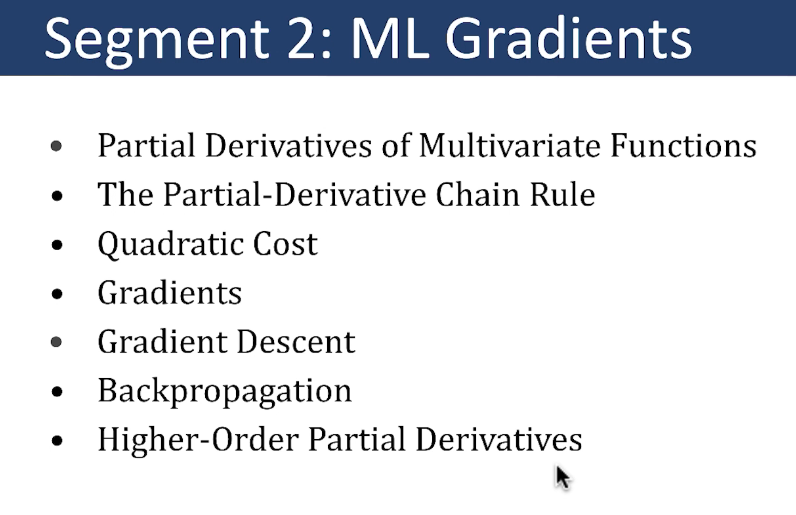 Segment 2: ML Gradients
• Partial Derivatives of Multivariate Functions
• The Partial-Derivative Chain Rule
• Quadratic Cost
• Gradients
• Gradient Descent
• Backpropagation
• Higher-Order Partial Derivatives